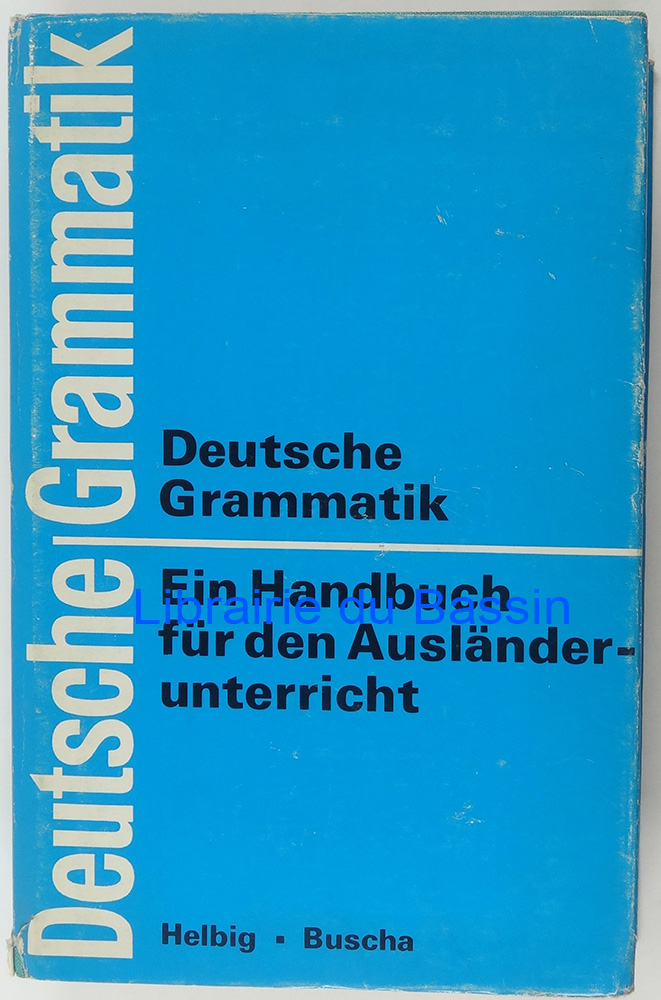 Deutsche Grammatik
Deutsche
Grammatik
Ein Handbuch
Librairie du Bassin
für den Ausländer-
unterricht
Helbig ▪ Buscha